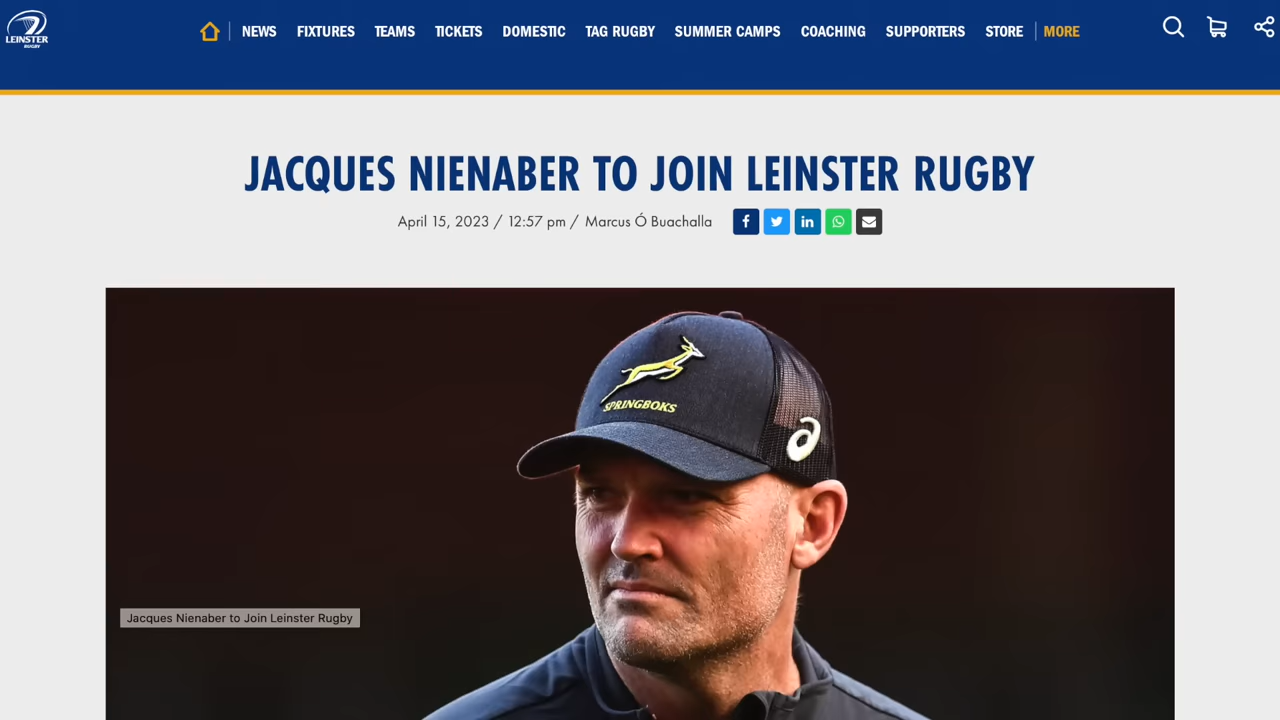 LEINSTER
RUGBY
NEWS FIXTURES TEAMS TICKETS DOMESTIC TAG RUGBY SUMMER CAMPS COACHING SUPPORTERS STORE MORE
JACQUES NIENABER TO JOIN LEINSTER RUGBY
April 15, 2023 / 12:57 pm / Marcus Ó Buachalla
SPRINGBOKS
Jacques Nienaber to Join Leinster Rugby